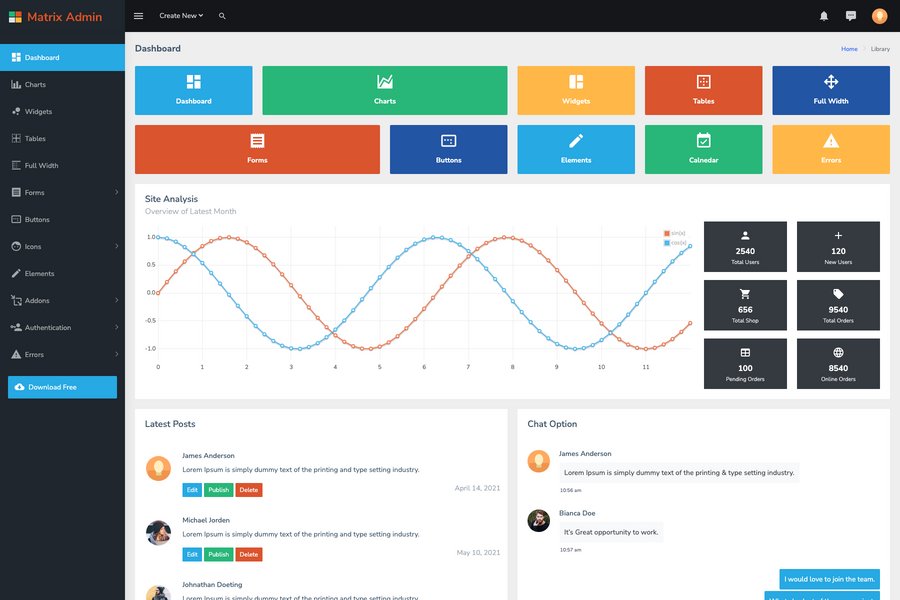 Matrix Admin
Create New
Dashboard
Charts
Widgets
Tables
Full Width
Forms
Buttons
Icons
Elements
Addons
Authentication
Errors
Download Free
Dashboard
Home
Library
Dashboard
Charts
Widgets
Tables
Full Width
Forms
Buttons
Elements
Calnedar
Errors
Site Analysis
Overview of Latest Month
1.0
0.5
0.0
-0.5
-1.0
0 1 2 3 4 5 6 7 8 9 10 11
sin(x)
cos(x)
2540
Total Users
120
New Users
656
Total Shop
9540
Total Orders
100
Pending Orders
8540
Online Orders
Latest Posts
James Anderson
Lorem Ipsum is simply dummy text of the printing and type setting industry.
Edit Publish Delete
April 14, 2021
Michael Jorden
Lorem Ipsum is simply dummy text of the printing and type setting industry.
Edit Publish Delete
May 10, 2021
Johnathan Doeting
Lorem Ipsum is simply dummy text of the printing and type setting industry.
Chat Option
James Anderson
Lorem Ipsum is simply dummy text of the printing & type setting industry.
10:56 am
Bianca Doe
It's Great opportunity to work.
10:57 am
I would love to join the team.